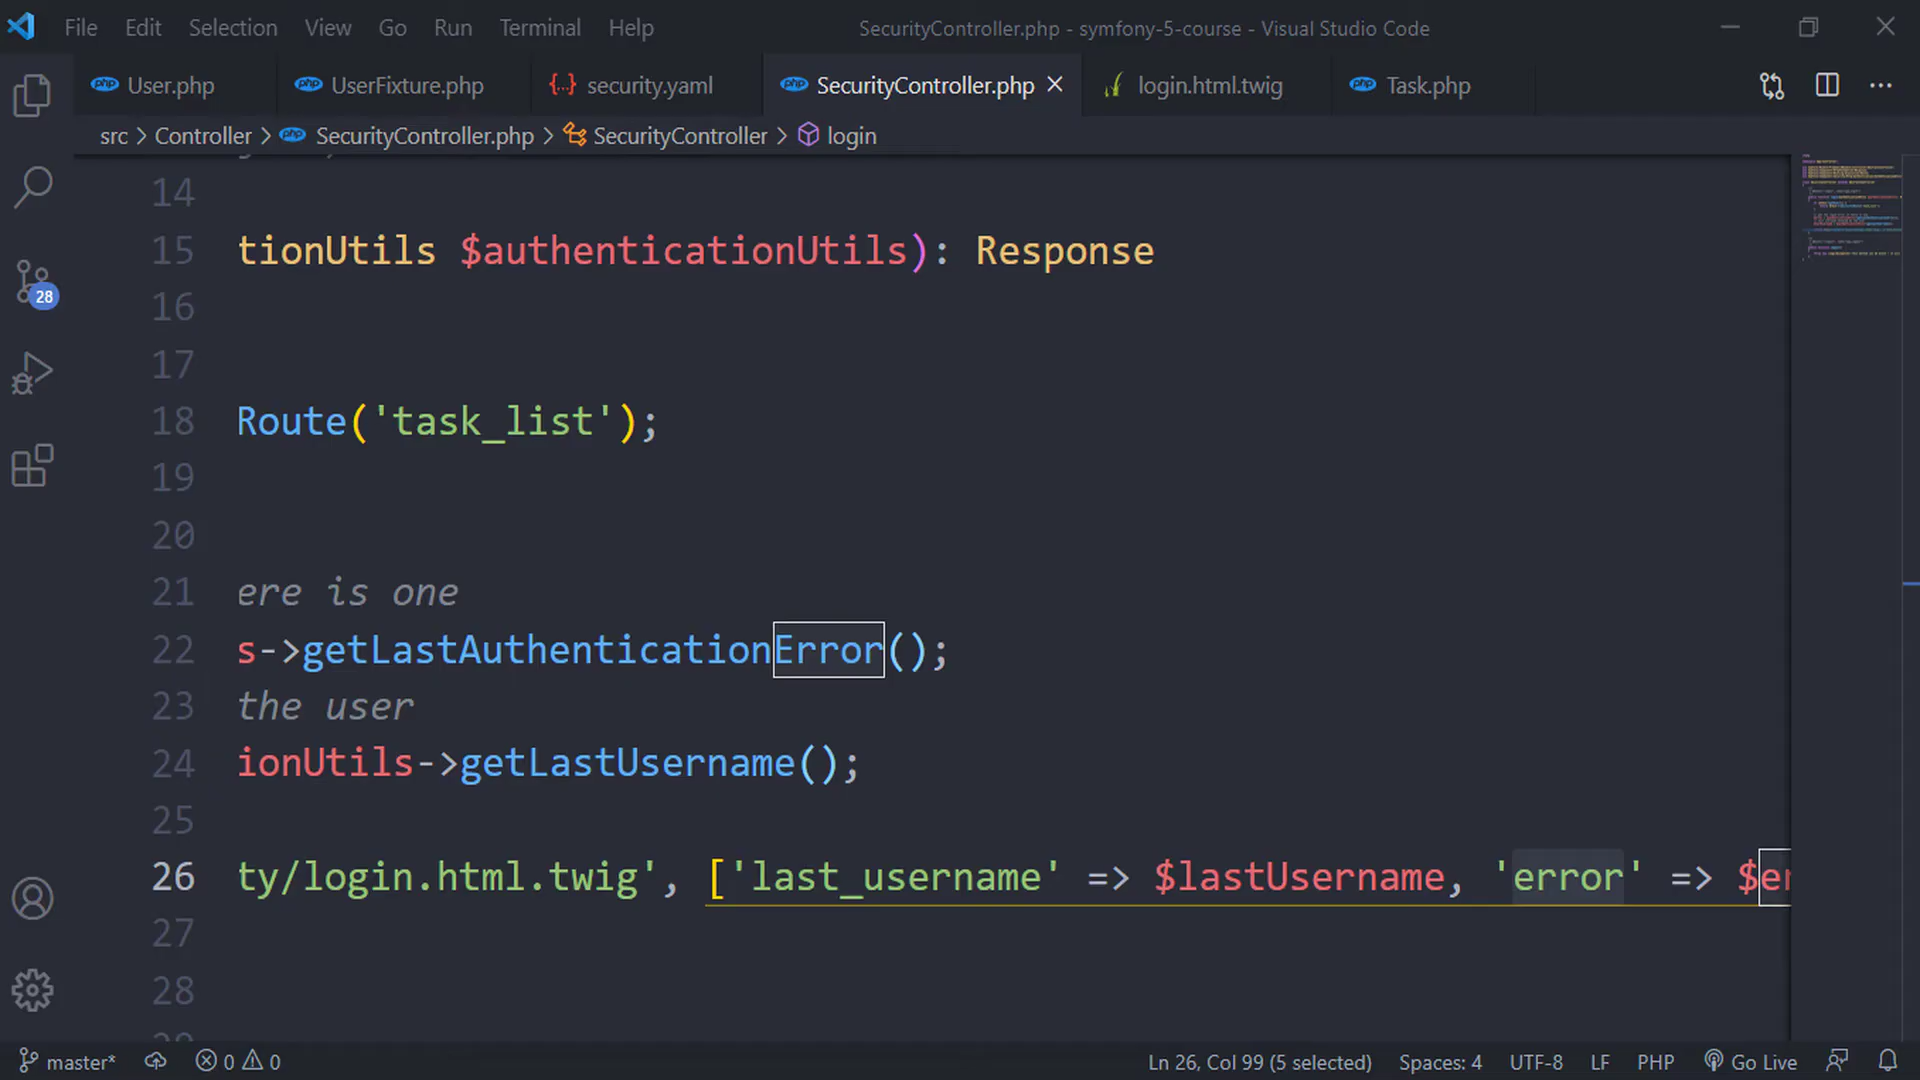 File Edit Selection View Go Run Terminal Help SecurityController.php - symfony-5-course - Visual Studio Code
User.php UserFixture.php security.yaml SecurityController.php login.html.twig Task.php
src > Controller > SecurityController.php > SecurityController > login
14
15 tionUtils $authenticationUtils): Response
16
17
18 Route('task_list');
19
20
21 ere is one
22 s->getLastAuthenticationError();
23 the user
24 ionUtils->getLastUsername();
25
26 ty/login.html.twig', ['last_username' => $lastUsername, 'error' => $er
27
28
28
master* 0 0 Ln 26, Col 99 (5 selected) Spaces: 4 UTF-8 LF PHP Go Live